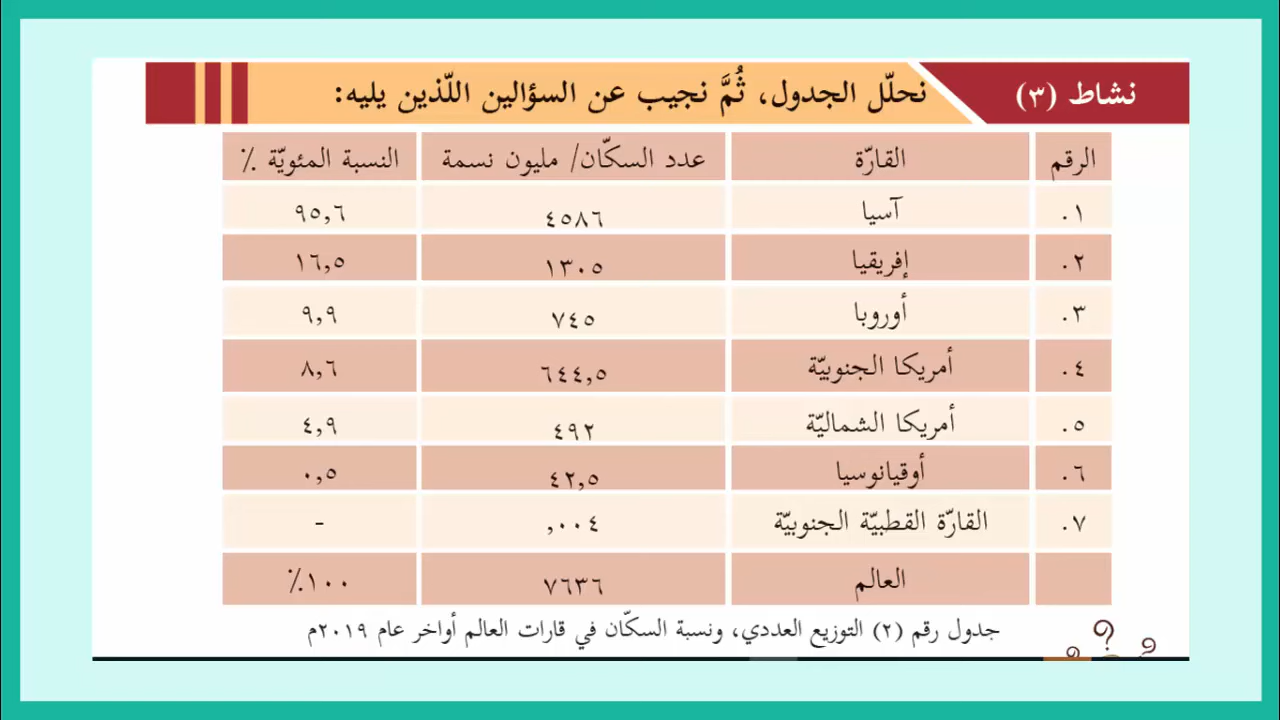 نشاط (٣) نحلّل الجدول، ثُمَّ نجيب عن السؤالين اللّذين يليه:
الرقم القارّة عدد السكّان/ مليون نسمة النسبة المئويّة ٪
١. آسيا ٤٥٨٦ ٩٥,٦
٢. إفريقيا ١٣٠٥ ١٦,٥
٣. أوروبا ٧٤٥ ٩,٩
٤. أمريكا الجنوبيّة ٦٤٤,٥ ٨,٦
٥. أمريكا الشماليّة ٤٩٢ ٤,٩
٦. أوقيانوسيا ٤٢,٥ ٠,٥
٧. القارّة القطبيّة الجنوبيّة ,٠٠٤ -
العالم ٧٦٣٦ ١٠٠٪
جدول رقم (٢) التوزيع العددي، ونسبة السكّان في قارات العالم أواخر عام ٢٠١٩م